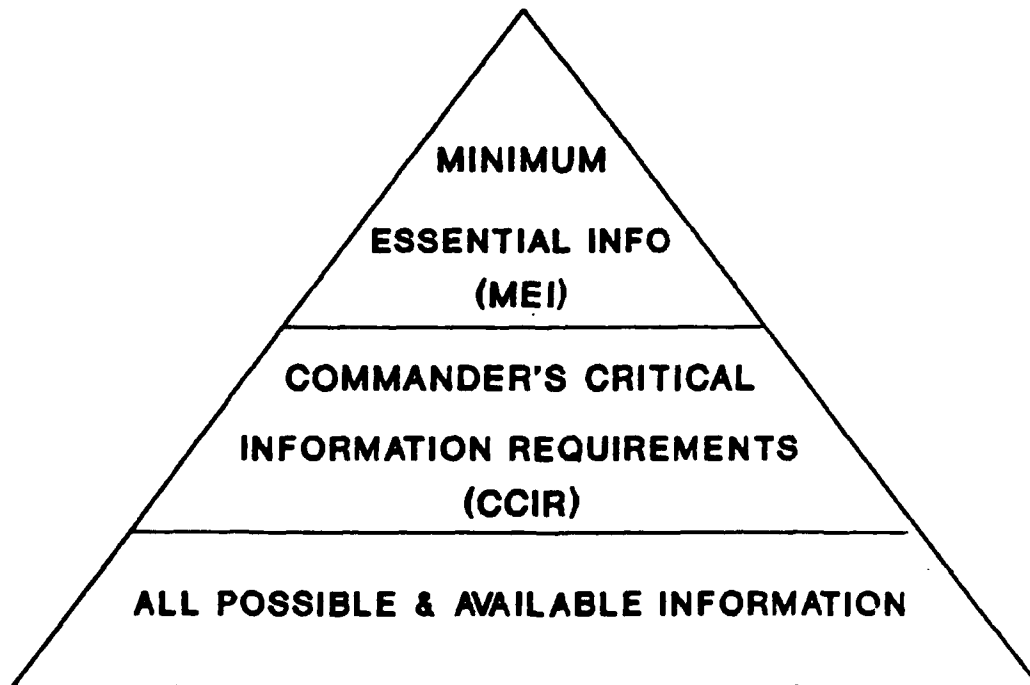 MINIMUM
ESSENTIAL INFO
(MEI)
COMMANDER'S CRITICAL
INFORMATION REQUIREMENTS
(CCIR)
ALL POSSIBLE & AVAILABLE INFORMATION